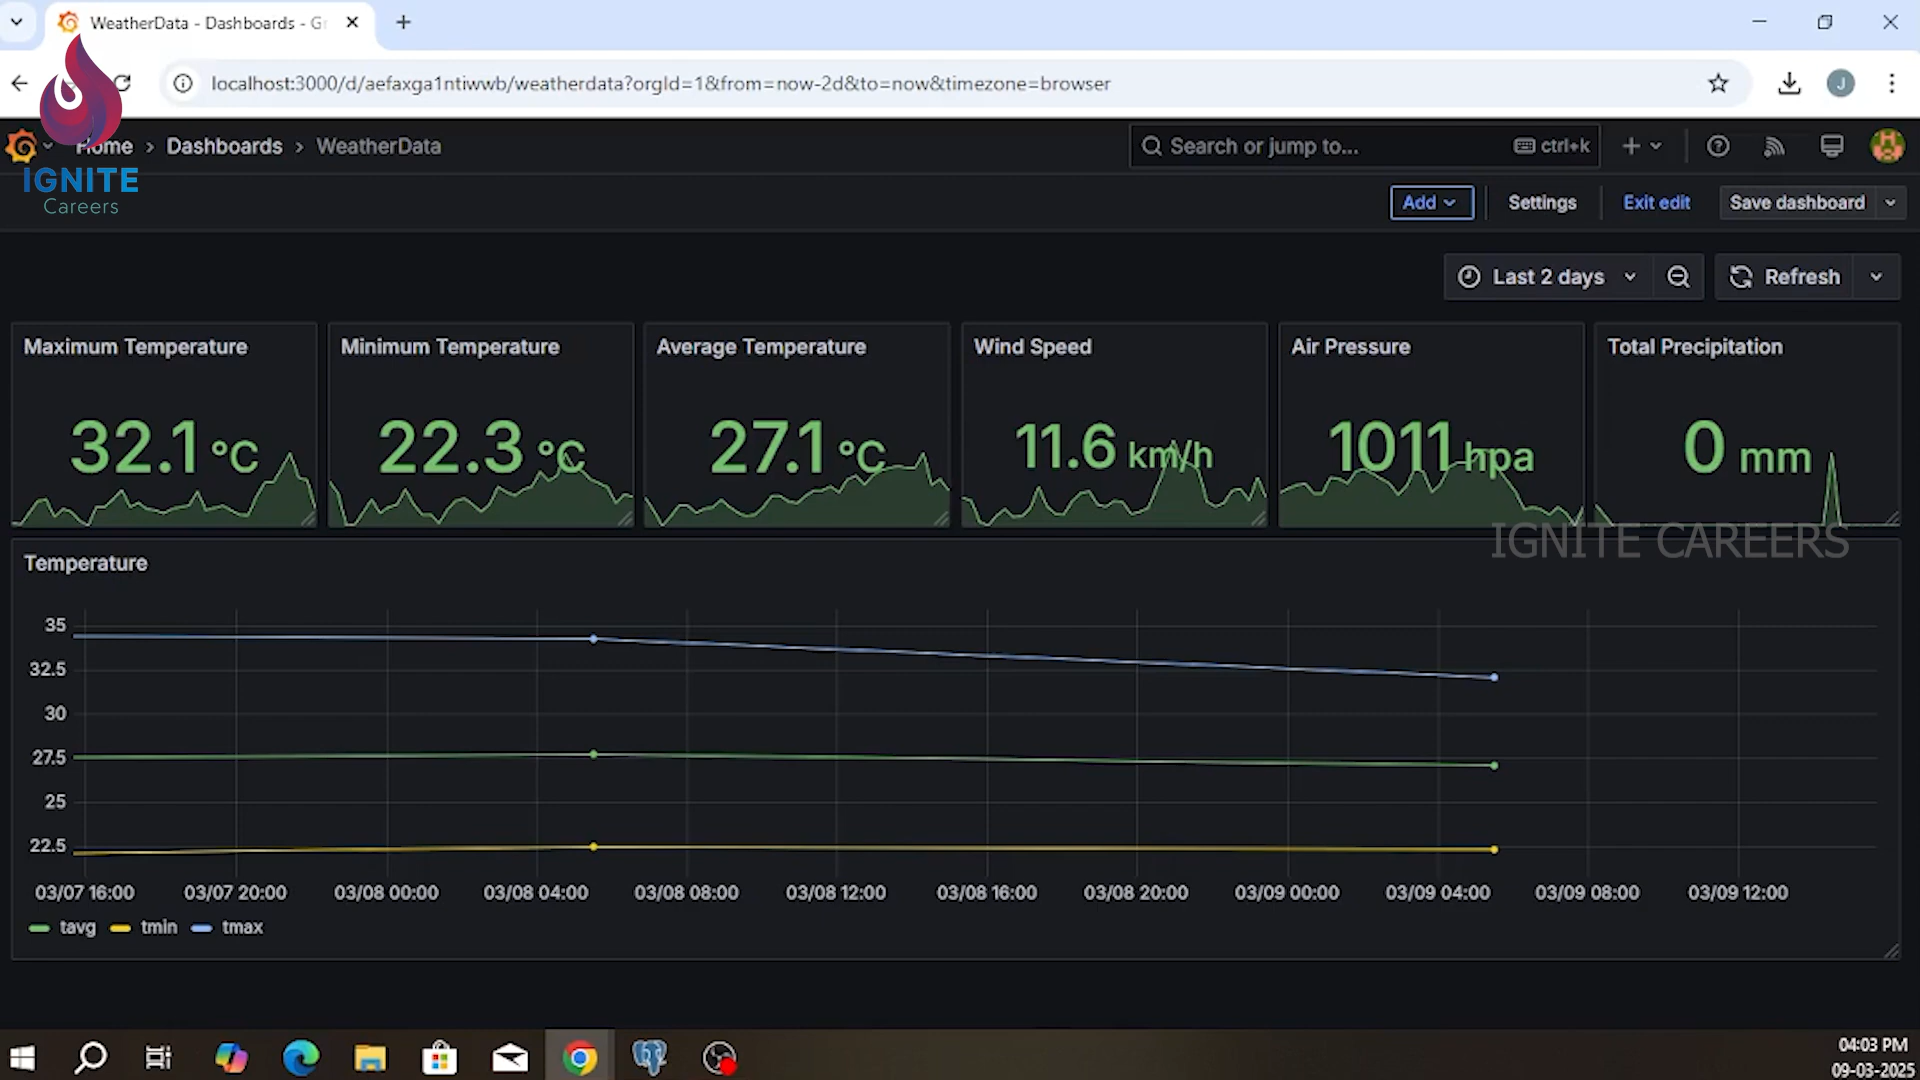 WeatherData - Dashboards - Gr
localhost:3000/d/aefaxga1ntiwwb/weatherdata?orgId=1&from=now-2d&to=now&timezone=browser
J
Home > Dashboards > WeatherData
Search or jump to...
ctrl+k
IGNITE
Careers
Add
Settings
Exit edit
Save dashboard
Last 2 days
Refresh
Maximum Temperature
32.1 °C
Minimum Temperature
22.3 °C
Average Temperature
27.1 °C
Wind Speed
11.6 km/h
Air Pressure
1011 hpa
Total Precipitation
0 mm
IGNITE CAREERS
Temperature
35
32.5
30
27.5
25
22.5
03/07 16:00 03/07 20:00 03/08 00:00 03/08 04:00 03/08 08:00 03/08 12:00 03/08 16:00 03/08 20:00 03/09 00:00 03/09 04:00 03/09 08:00 03/09 12:00
tavg tmin tmax
04:03 PM
09-03-2025